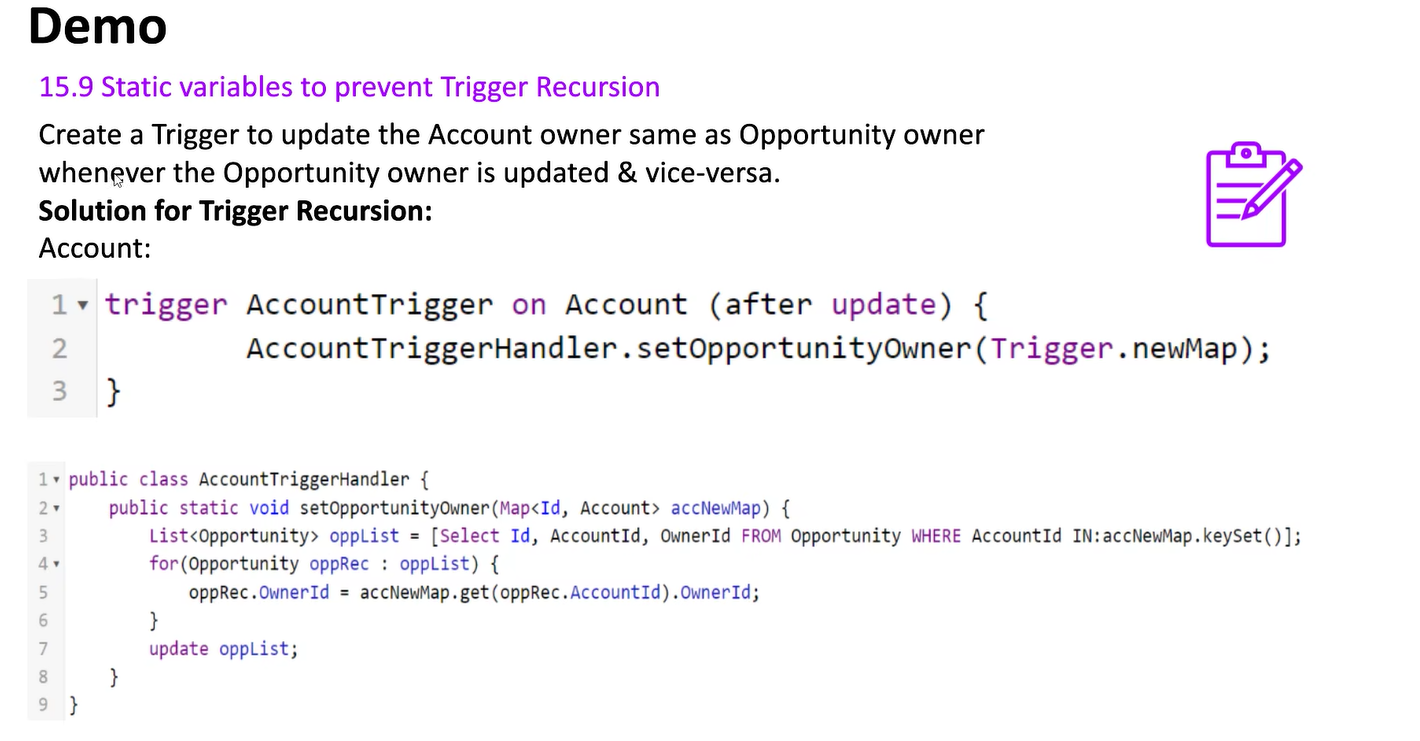 Demo
15.9 Static variables to prevent Trigger Recursion
Create a Trigger to update the Account owner same as Opportunity owner
whenever the Opportunity owner is updated & vice-versa.
Solution for Trigger Recursion:
Account:
1 trigger AccountTrigger on Account (after update) {
2 AccountTriggerHandler.setOpportunityOwner(Trigger.newMap);
3 }
1 public class AccountTriggerHandler {
2 public static void setOpportunityOwner(Map<Id, Account> accNewMap) {
3 List<Opportunity> oppList = [Select Id, AccountId, OwnerId FROM Opportunity WHERE AccountId IN:accNewMap.keySet()];
4 for(Opportunity oppRec : oppList) {
5 oppRec.OwnerId = accNewMap.get(oppRec.AccountId).OwnerId;
6 }
7 update oppList;
8 }
9 }